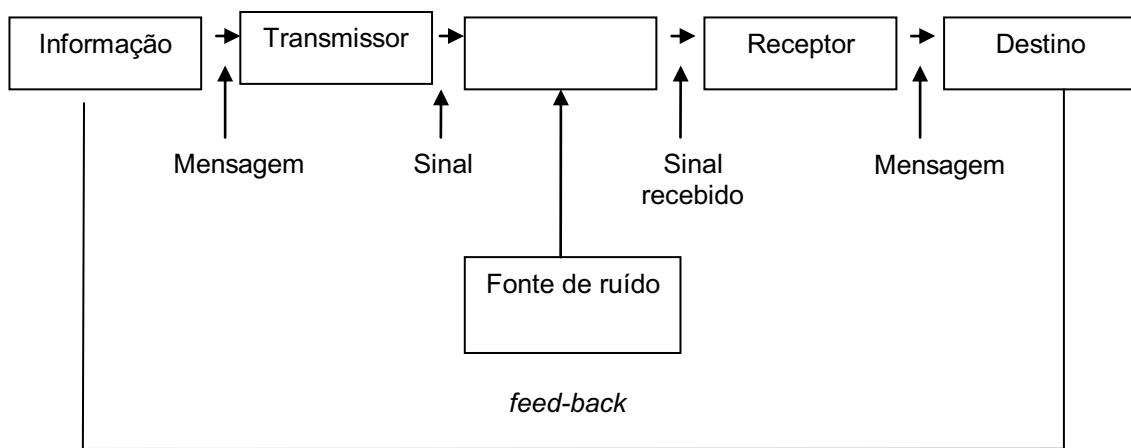 Informação
Transmissor
Receptor
Destino
Mensagem
Sinal
Sinal
recebido
Mensagem
Fonte de ruído
feed-back